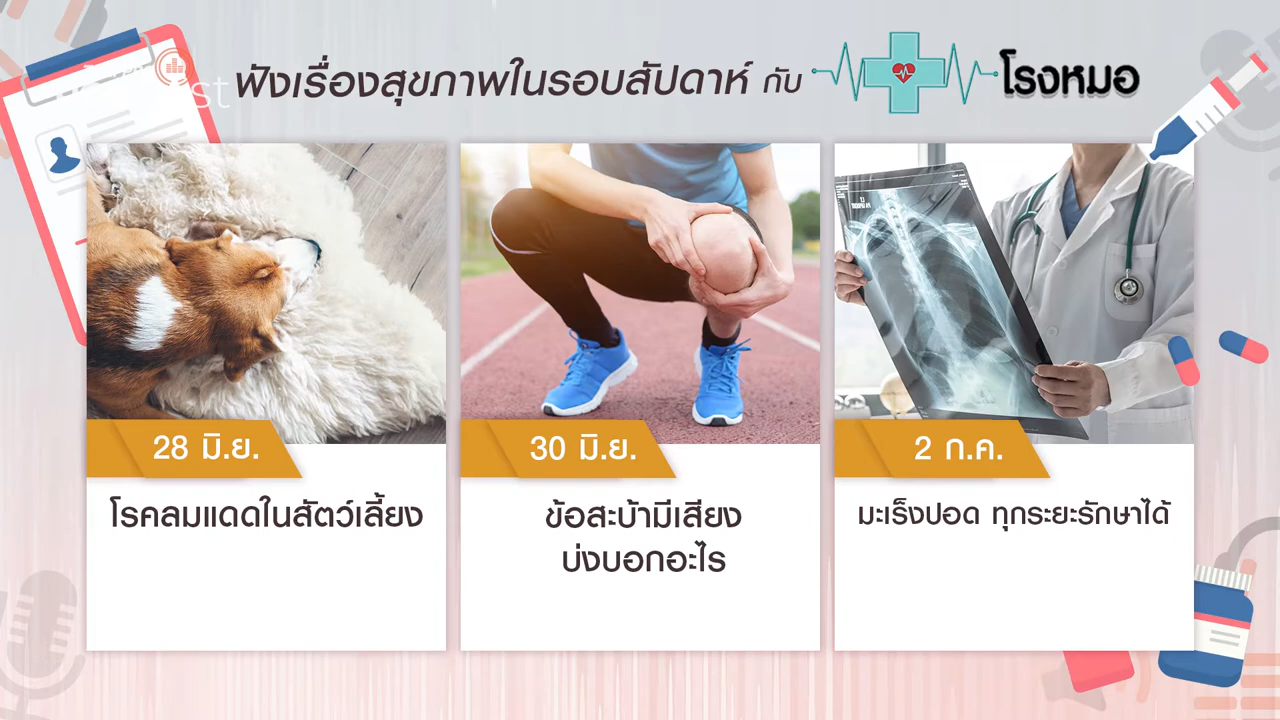 ฟังเรื่องสุขภาพในรอบสัปดาห์ กับ โรงหมอ
28 มิ.ย.
30 มิ.ย.
2 ก.ค.
โรคลมแดดในสัตว์เลี้ยง
ข้อสะบ้ามีเสียง
บ่งบอกอะไร
มะเร็งปอด ทุกระยะรักษาได้